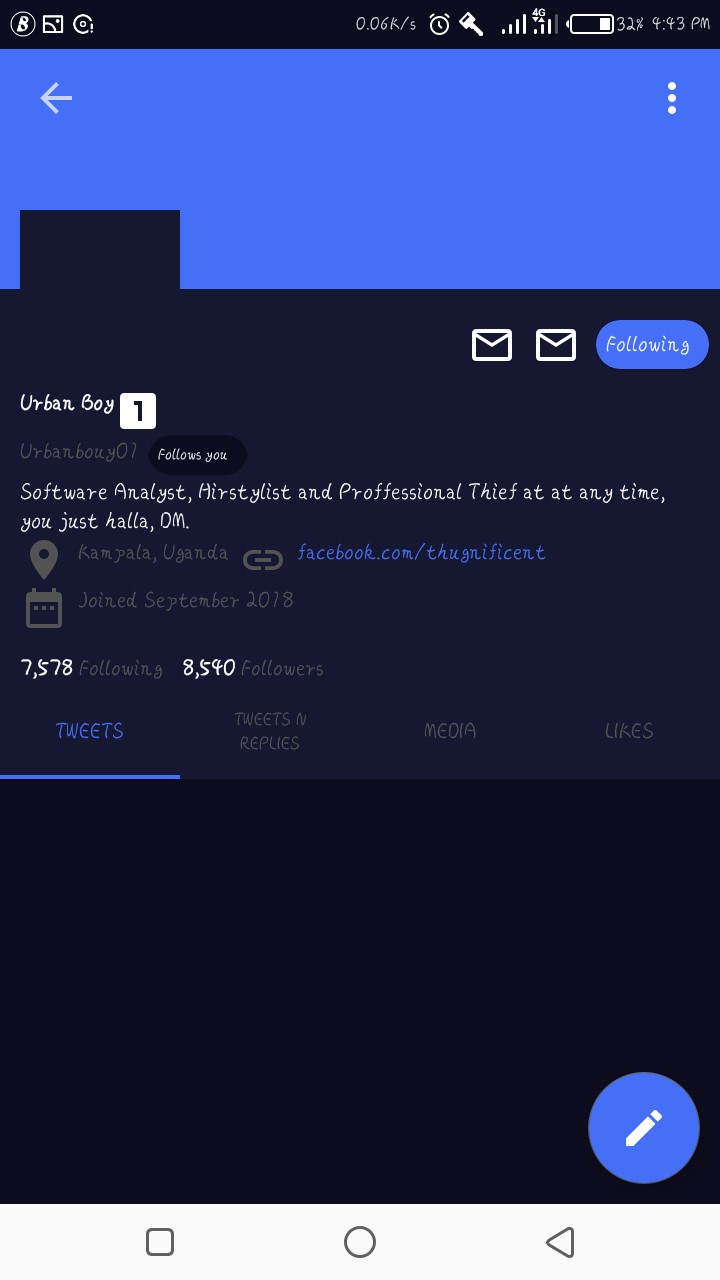 0.06K/s 4G 32% 4:43 PM
Following
Urban Boy 1
Urbanbouy01 Follows you
Software Analyst, Hirstylist and Proffessional Thief at at any time,
you just halla, DM.
Kampala, Uganda facebook.com/thugnificent
Joined September 2018
7,578 Following 8,540 Followers
TWEETS
TWEETS N
REPLIES
MEDIA
LIKES